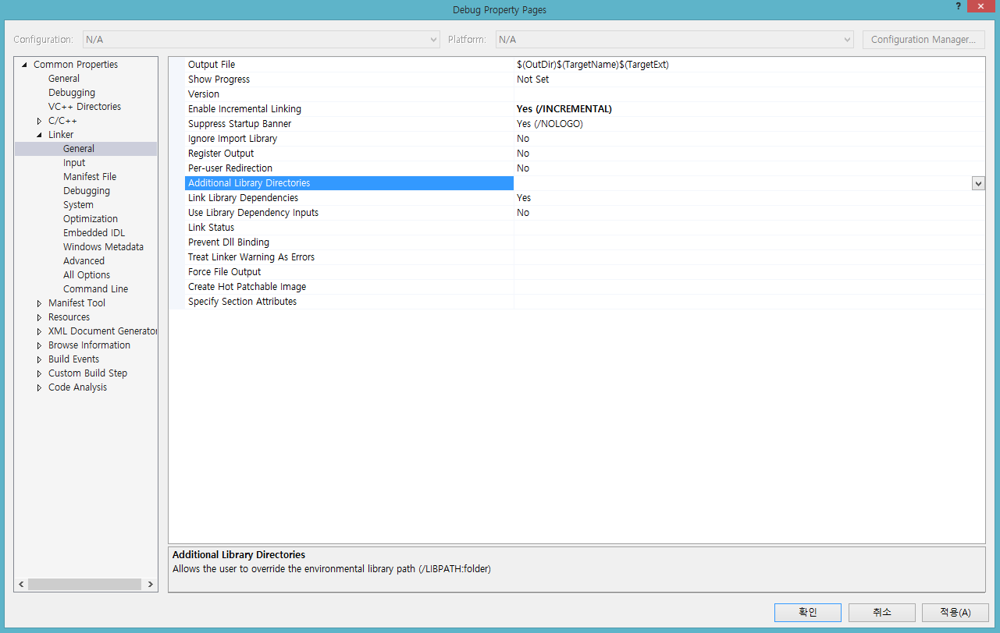 Debug Property Pages
?
Configuration: N/A Platform: N/A Configuration Manager...
Common Properties
General
Debugging
VC++ Directories
C/C++
Linker
General
Input
Manifest File
Debugging
System
Optimization
Embedded IDL
Windows Metadata
Advanced
All Options
Command Line
Manifest Tool
Resources
XML Document Generator
Browse Information
Build Events
Custom Build Step
Code Analysis
Output File $(OutDir)$(TargetName)$(TargetExt)
Show Progress Not Set
Version
Enable Incremental Linking Yes (/INCREMENTAL)
Suppress Startup Banner Yes (/NOLOGO)
Ignore Import Library No
Register Output No
Per-user Redirection No
Additional Library Directories
Link Library Dependencies Yes
Use Library Dependency Inputs No
Link Status
Prevent Dll Binding
Treat Linker Warning As Errors
Force File Output
Create Hot Patchable Image
Specify Section Attributes
Additional Library Directories
Allows the user to override the environmental library path (/LIBPATH:folder)
확인 취소 적용(A)